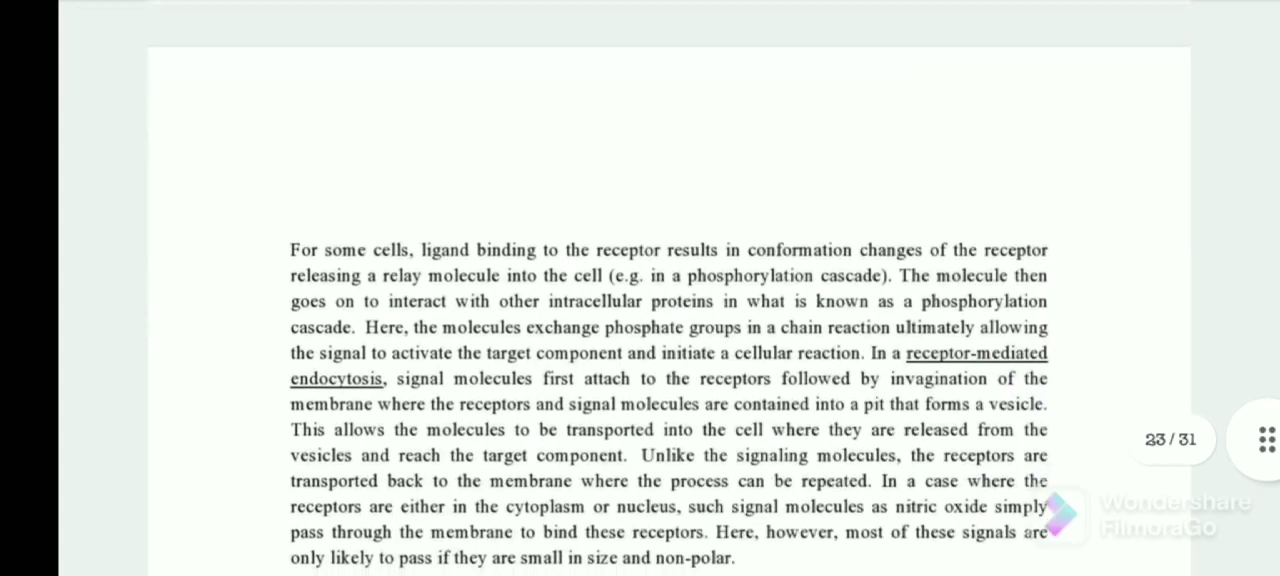 For some cells, ligand binding to the receptor results in conformation changes of the receptor
releasing a relay molecule into the cell (e.g. in a phosphorylation cascade). The molecule then
goes on to interact with other intracellular proteins in what is known as a phosphorylation
cascade. Here, the molecules exchange phosphate groups in a chain reaction ultimately allowing
the signal to activate the target component and initiate a cellular reaction. In a receptor-mediated
endocytosis, signal molecules first attach to the receptors followed by invagination of the
membrane where the receptors and signal molecules are contained into a pit that forms a vesicle.
This allows the molecules to be transported into the cell where they are released from the
vesicles and reach the target component. Unlike the signaling molecules, the receptors are
transported back to the membrane where the process can be repeated. In a case where the
receptors are either in the cytoplasm or nucleus, such signal molecules as nitric oxide simply
pass through the membrane to bind these receptors. Here, however, most of these signals are
only likely to pass if they are small in size and non-polar.
23 / 31
Wondershare
FilmoraGo